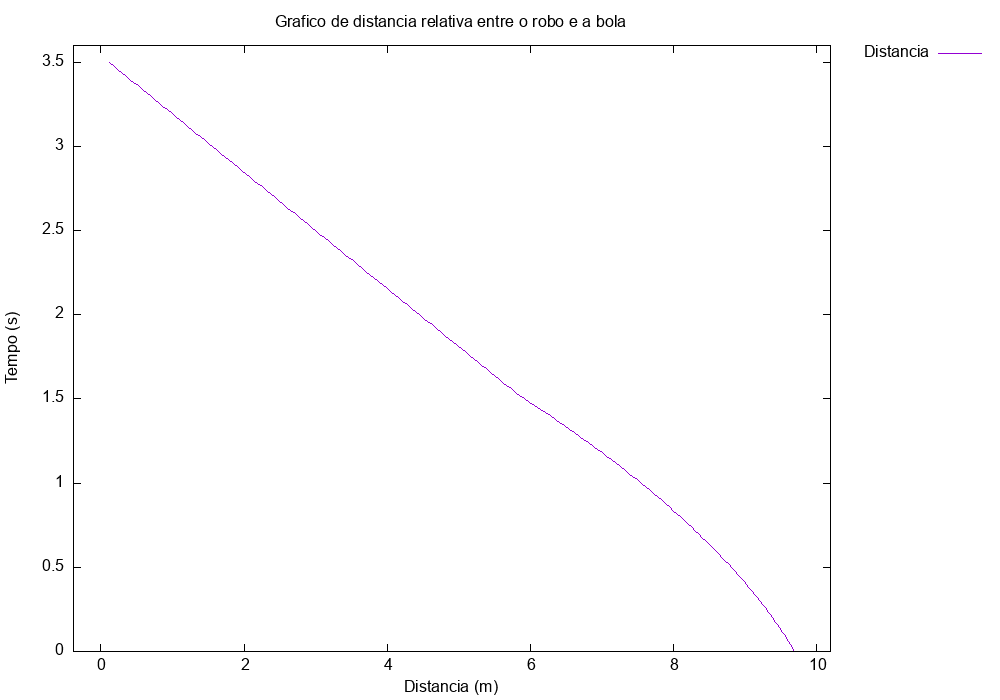 Grafico de distancia relativa entre o robo e a bola
Distancia
3.5
3
2.5
2
1.5
1
0.5
0
Tempo (s)
0 2 4 6 8 10
Distancia (m)